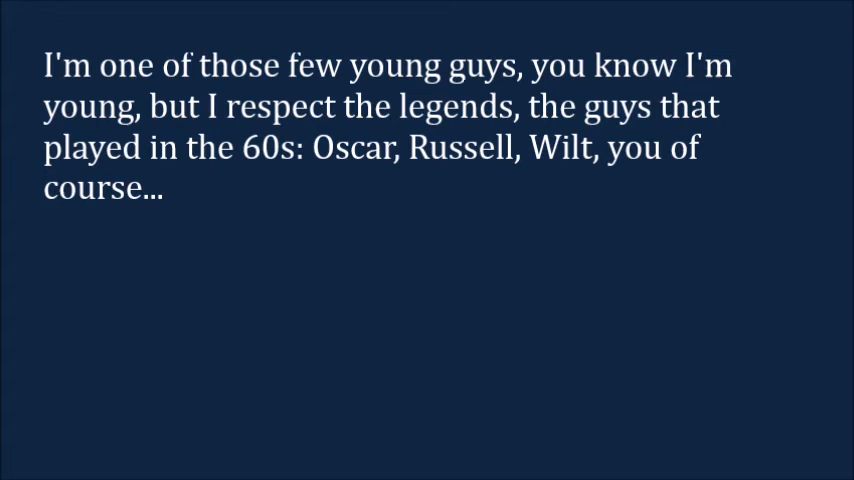 I'm one of those few young guys, you know I'm
young, but I respect the legends, the guys that
played in the 60s: Oscar, Russell, Wilt, you of
course...